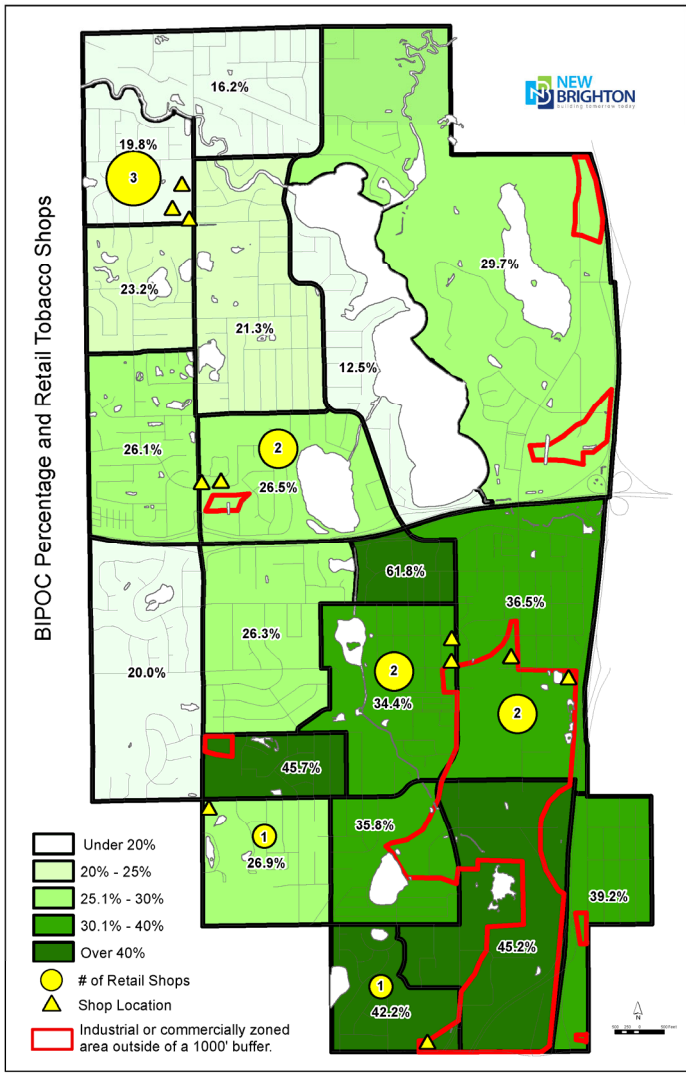 NEW
BRIGHTON
building tomorrow today
BIPOC Percentage and Retail Tobacco Shops
16.2%
19.8%
3
29.7%
23.2%
21.3%
12.5%
26.1%
2
26.5%
61.8%
36.5%
26.3%
20.0%
2
34.4%
2
45.7%
35.8%
1
26.9%
39.2%
45.2%
1
42.2%
Under 20%
20% - 25%
25.1% - 30%
30.1% - 40%
Over 40%
# of Retail Shops
Shop Location
Industrial or commercially zoned
area outside of a 1000' buffer.
N